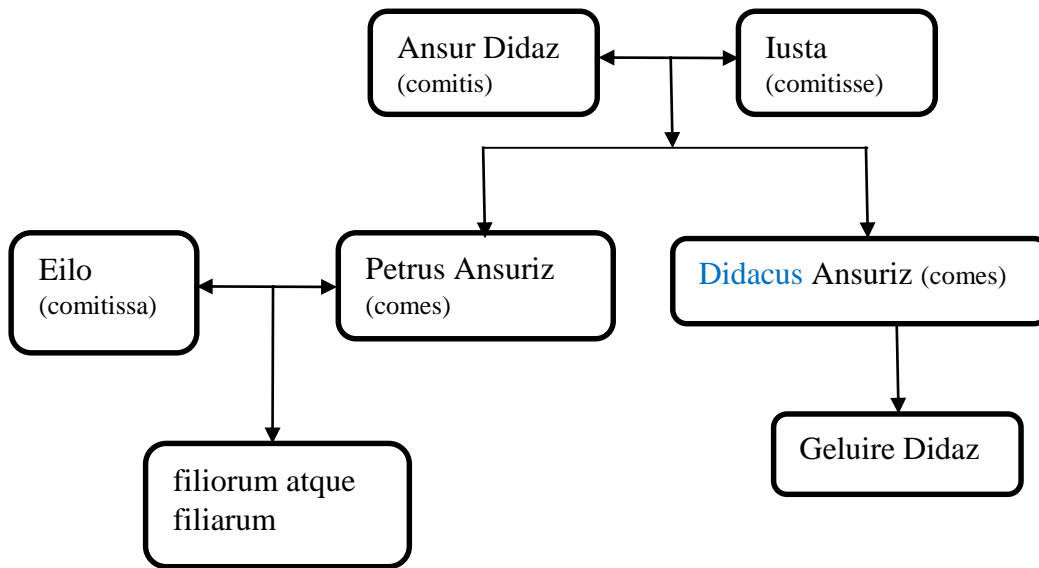 Ansur Didaz
(comitis)
Iusta
(comitisse)
Eilo
(comitissa)
Petrus Ansuriz
(comes)
Didacus Ansuriz (comes)
Geluire Didaz
filiorum atque
filiarum